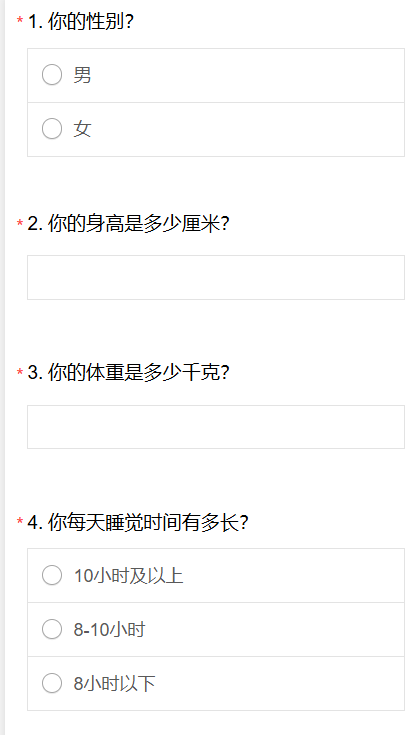 * 1. 你的性别?
男
女
* 2. 你的身高是多少厘米?
* 3. 你的体重是多少千克?
* 4. 你每天睡觉时间有多长?
10小时及以上
8-10小时
8小时以下